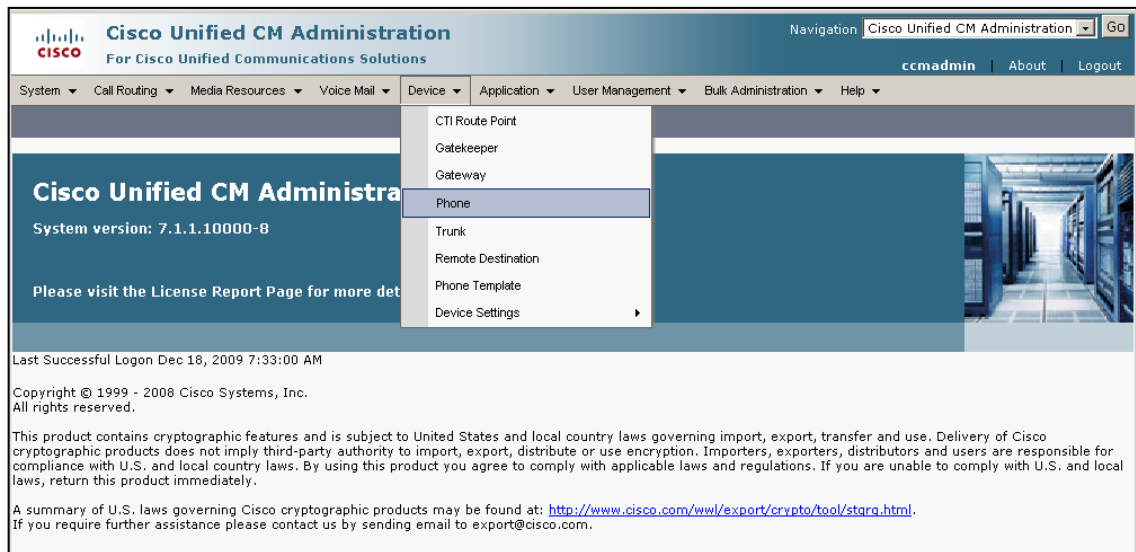 Cisco Unified CM Administration
Navigation Cisco Unified CM Administration Go
CISCO
For Cisco Unified Communications Solutions
ccmadmin | About | Logout
System Call Routing Media Resources Voice Mail Device Application User Management Bulk Administration Help
CTI Route Point
Gatekeeper
Gateway
Phone
Trunk
Remote Destination
Phone Template
Device Settings
Cisco Unified CM Administra
System version: 7.1.1.10000-8
Please visit the License Report Page for more det
Last Successful Logon Dec 18, 2009 7:33:00 AM
Copyright © 1999 - 2008 Cisco Systems, Inc.
All rights reserved.
This product contains cryptographic features and is subject to United States and local country laws governing import, export, transfer and use. Delivery of Cisco
cryptographic products does not imply third-party authority to import, export, distribute or use encryption. Importers, exporters, distributors and users are responsible for
compliance with U.S. and local country laws. By using this product you agree to comply with applicable laws and regulations. If you are unable to comply with U.S. and local
laws, return this product immediately.
A summary of U.S. laws governing Cisco cryptographic products may be found at: http://www.cisco.com/wwl/export/crypto/tool/stqrg.html.
If you require further assistance please contact us by sending email to export@cisco.com.